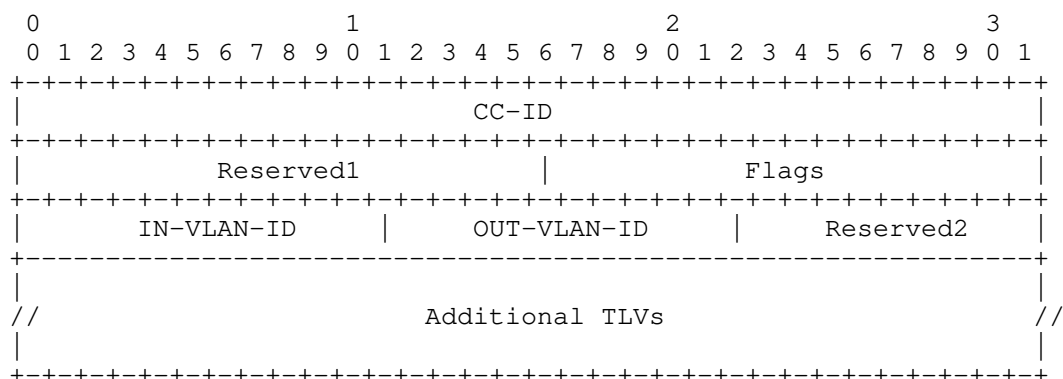 0                   1                   2                   3
 0 1 2 3 4 5 6 7 8 9 0 1 2 3 4 5 6 7 8 9 0 1 2 3 4 5 6 7 8 9 0 1
+-+-+-+-+-+-+-+-+-+-+-+-+-+-+-+-+-+-+-+-+-+-+-+-+-+-+-+-+-+-+-+-+
|                            CC-ID                              |
+-+-+-+-+-+-+-+-+-+-+-+-+-+-+-+-+-+-+-+-+-+-+-+-+-+-+-+-+-+-+-+-+
|            Reserved1            |            Flags            |
+-+-+-+-+-+-+-+-+-+-+-+-+-+-+-+-+-+-+-+-+-+-+-+-+-+-+-+-+-+-+-+-+
|       IN-VLAN-ID      |     OUT-VLAN-ID     |    Reserved2    |
+---------------------------------------------------------------+
|                                                               |
//                        Additional TLVs                       //
|                                                               |
+-+-+-+-+-+-+-+-+-+-+-+-+-+-+-+-+-+-+-+-+-+-+-+-+-+-+-+-+-+-+-+-+